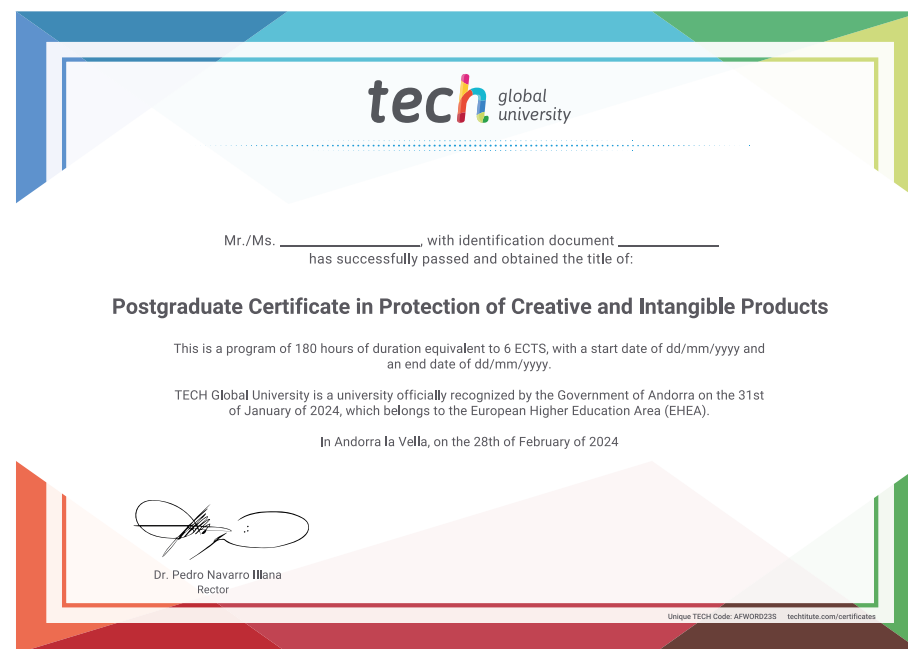 tech global university
Mr./Ms. ____________________, with identification document ______________
has successfully passed and obtained the title of:
Postgraduate Certificate in Protection of Creative and Intangible Products
This is a program of 180 hours of duration equivalent to 6 ECTS, with a start date of dd/mm/yyyy and
an end date of dd/mm/yyyy.
TECH Global University is a university officially recognized by the Government of Andorra on the 31st
of January of 2024, which belongs to the European Higher Education Area (EHEA).
In Andorra la Vella, on the 28th of February of 2024
Dr. Pedro Navarro Illana
Rector
Unique TECH Code: AFWORD23S techtitute.com/certificates